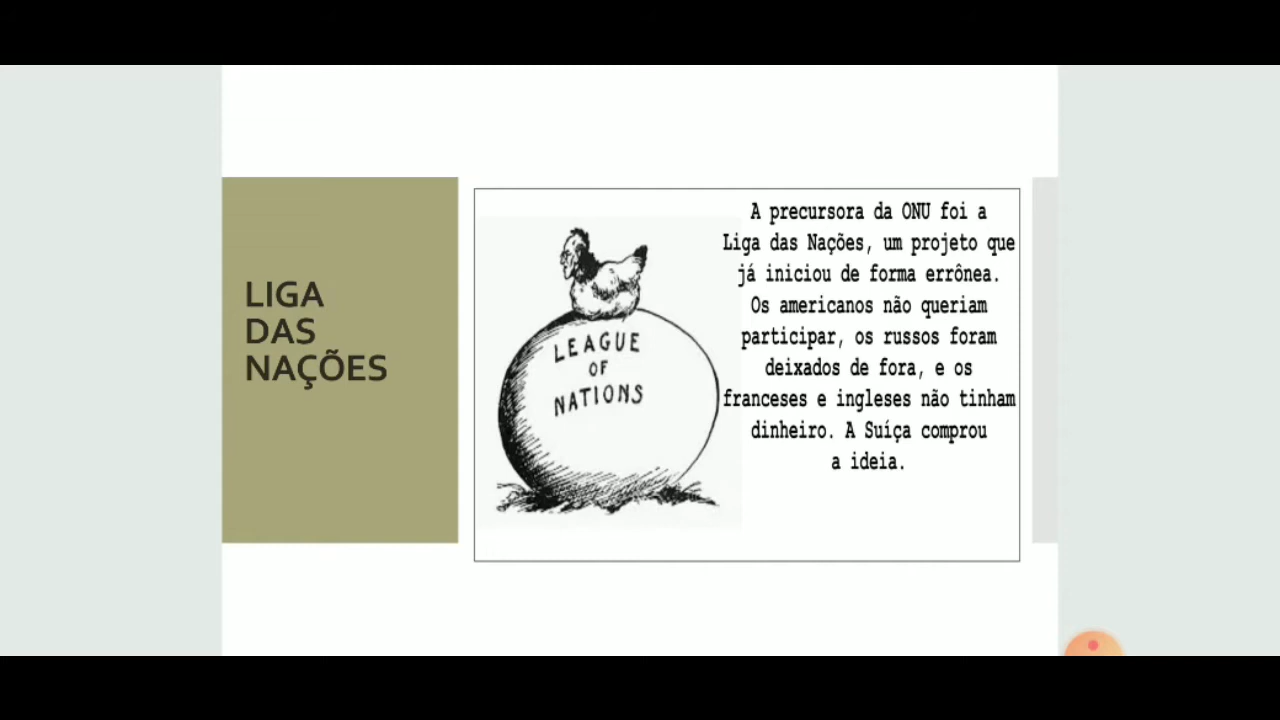 LIGA
DAS
NAÇÕES
LEAGUE
OF
NATIONS
A precursora da ONU foi a
Liga das Nações, um projeto que
já iniciou de forma errônea.
Os americanos não queriam
participar, os russos foram
deixados de fora, e os
franceses e ingleses não tinham
dinheiro. A Suíça comprou
a ideia.